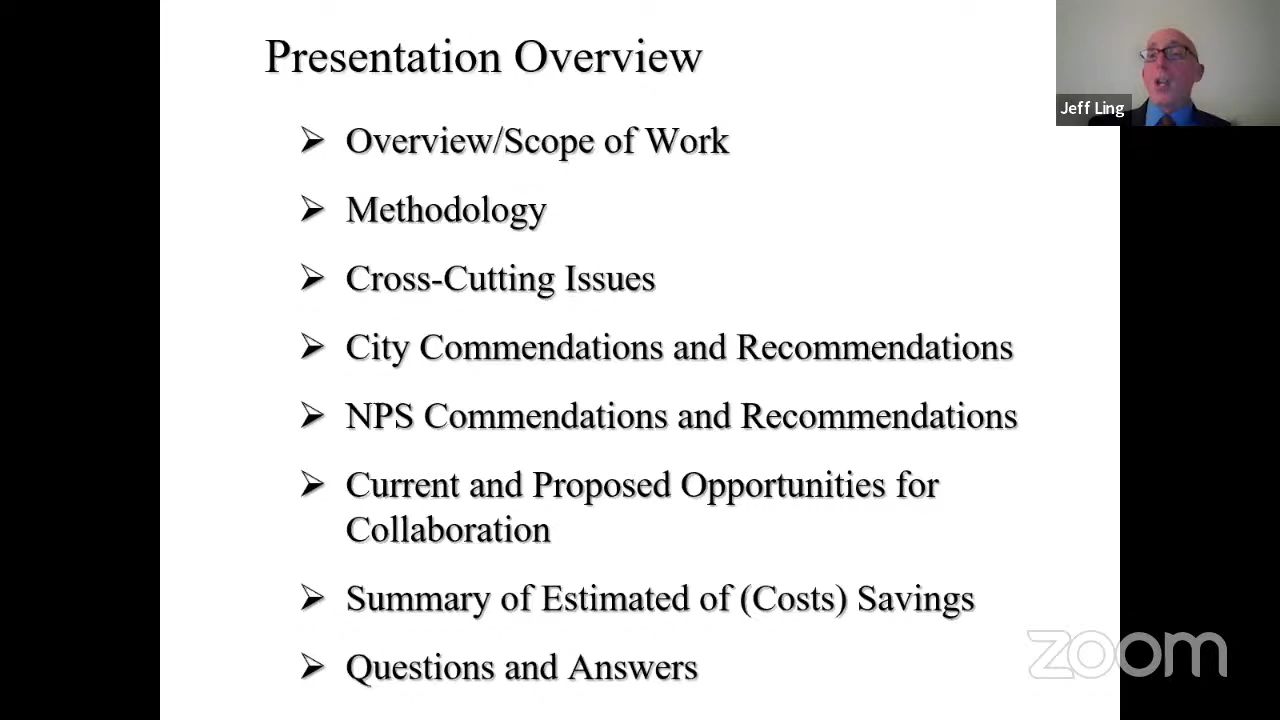 Presentation Overview
Jeff Ling
Overview/Scope of Work
Methodology
Cross-Cutting Issues
City Commendations and Recommendations
NPS Commendations and Recommendations
Current and Proposed Opportunities for
Collaboration
Summary of Estimated of (Costs) Savings
Questions and Answers
zoom